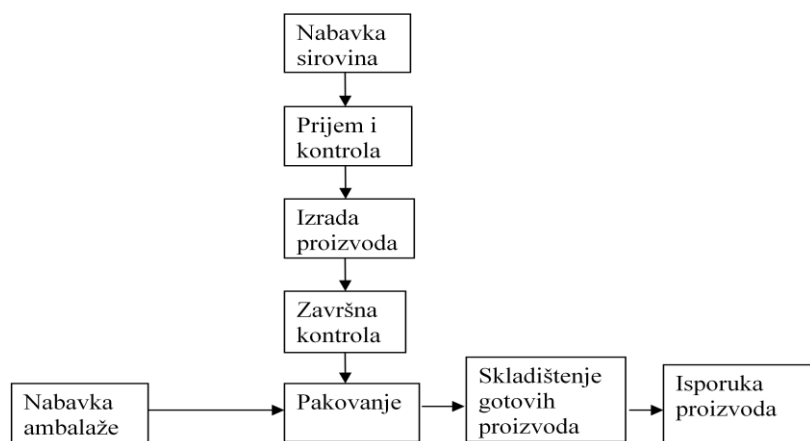 Nabavka
sirovina
Prijem i
kontrola
Izrada
proizvoda
Završna
kontrola
Nabavka
ambalaže
Pakovanje
Skladištenje
gotovih
proizvoda
Isporuka
proizvoda